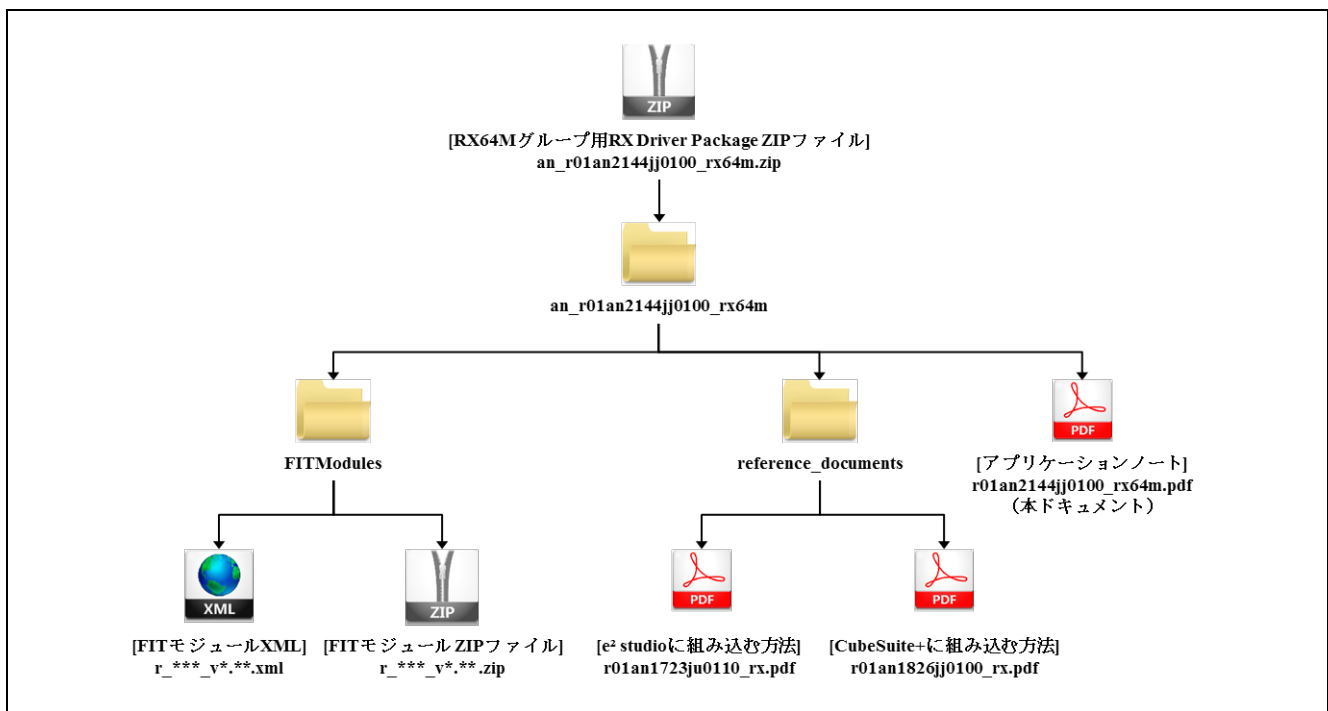 ZIP
[RX64Mグループ用RX Driver Package ZIPファイル]
an_r01an2144jj0100_rx64m.zip
an_r01an2144jj0100_rx64m
FITModules
reference_documents
PDF
[アプリケーションノート]
r01an2144jj0100_rx64m.pdf
（本ドキュメント）
XML
[FITモジュールXML]
r_***_v*.**.xml
ZIP
[FITモジュール ZIPファイル]
r_***_v*.**.zip
PDF
[e² studioに組み込む方法]
r01an1723ju0110_rx.pdf
PDF
[CubeSuite+に組み込む方法]
r01an1826jj0100_rx.pdf